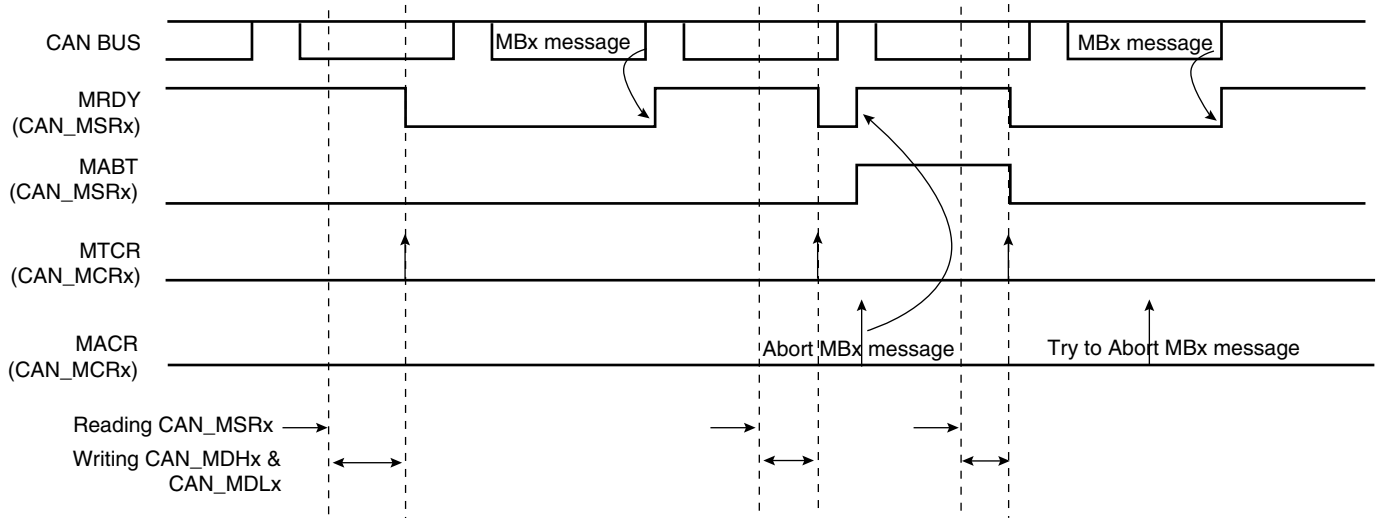 CAN BUS
MBx message
MBx message
MRDY
(CAN_MSRx)
MABT
(CAN_MSRx)
MTCR
(CAN_MCRx)
MACR
(CAN_MCRx)
Abort MBx message
Try to Abort MBx message
Reading CAN_MSRx
Writing CAN_MDHx &
CAN_MDLx